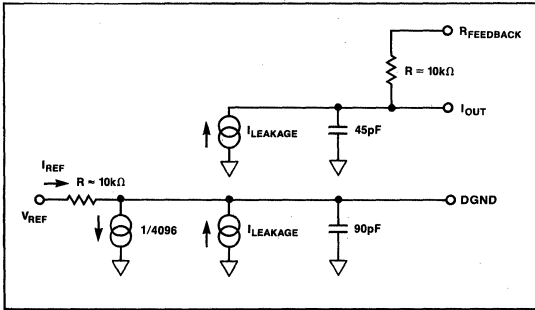 RFEEDBACK
R ≈ 10kΩ
IOUT
ILEAKAGE
45pF
IREF
R ≈ 10kΩ
VREF
DGND
1/4096
ILEAKAGE
90pF